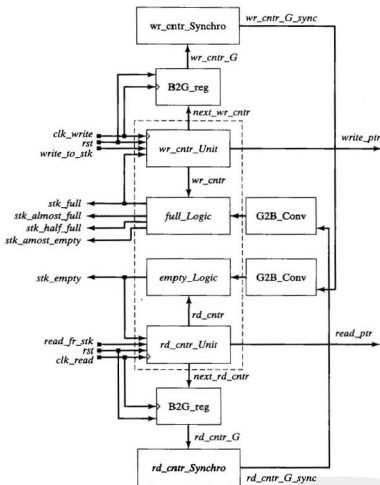 wr_cntr_Synchro
wr_cntr_G_sync
wr_cntr_G
B2G_reg
next_wr_cntr
clk_write
rst
write_to_stk
wr_cntr_Unit
write_ptr
wr_cntr
stk_full
stk_almost_full
stk_half_full
stk_amost_empty
full_Logic
G2B_Conv
stk_empty
empty_Logic
G2B_Conv
rd_cntr
read_fr_stk
rst
clk_read
rd_cntr_Unit
read_ptr
next_rd_cntr
B2G_reg
rd_cntr_G
rd_cntr_Synchro
rd_cntr_G_sync